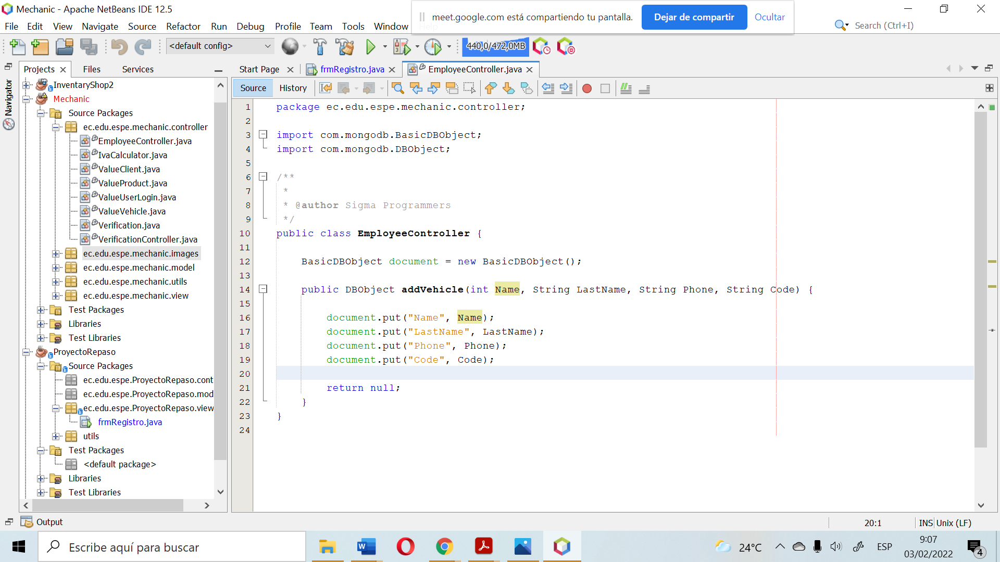 Mechanic - Apache NetBeans IDE 12.5
meet.google.com está compartiendo tu pantalla.
Dejar de compartir
Ocultar
File Edit View Navigate Source Refactor Run Debug Profile Team Tools Window Help
Search (Ctrl+I)
<default config>
440,0/472,0MB
Projects
Files
Services
Start Page
frmRegistro.java
EmployeeController.java
Source
History
Navigator
InventaryShop2
Mechanic
Source Packages
ec.edu.espe.mechanic.controller
EmployeeController.java
IvaCalculator.java
ValueClient.java
ValueProduct.java
ValueUserLogin.java
ValueVehicle.java
Verification.java
VerificationController.java
ec.edu.espe.mechanic.images
ec.edu.espe.mechanic.model
ec.edu.espe.mechanic.utils
ec.edu.espe.mechanic.view
Test Packages
Libraries
Test Libraries
ProyectoRepaso
Source Packages
ec.edu.espe.ProyectoRepaso.cont
ec.edu.espe.ProyectoRepaso.mod
ec.edu.espe.ProyectoRepaso.view
frmRegistro.java
utils
Test Packages
<default package>
Libraries
Test Libraries
1 package ec.edu.espe.mechanic.controller;
2
3 import com.mongodb.BasicDBObject;
4 import com.mongodb.DBObject;
5
6 /**
7 *
8 * @author Sigma Programmers
9 */
10 public class EmployeeController {
11
12 BasicDBObject document = new BasicDBObject();
13
14 public DBObject addVehicle(int Name, String LastName, String Phone, String Code) {
15
16 document.put("Name", Name);
17 document.put("LastName", LastName);
18 document.put("Phone", Phone);
19 document.put("Code", Code);
20
21 return null;
22 }
23 }
24
Output
20:1
INS
Unix (LF)
Escribe aquí para buscar
24°C
ESP
9:07
03/02/2022
4